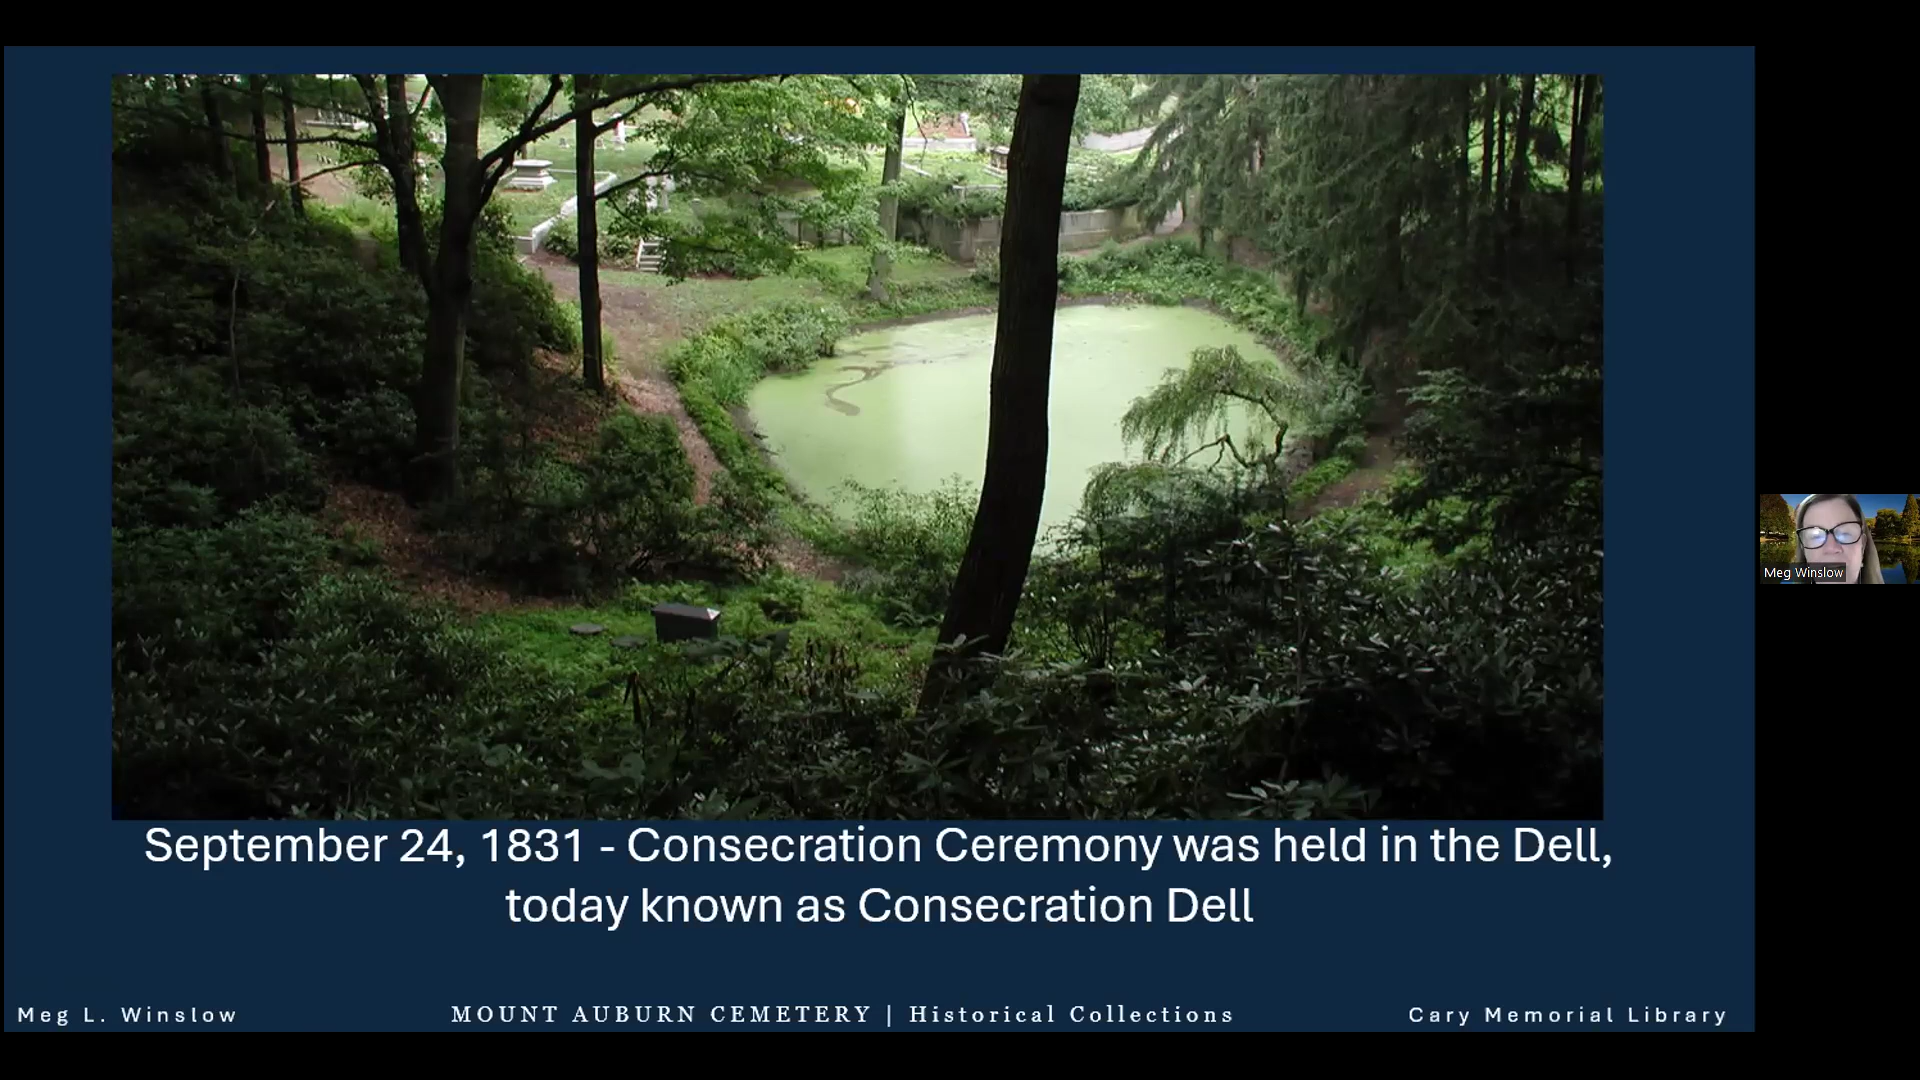 September 24, 1831 - Consecration Ceremony was held in the Dell,
today known as Consecration Dell
Meg L. Winslow
MOUNT AUBURN CEMETERY | Historical Collections
Cary Memorial Library
Meg Winslow